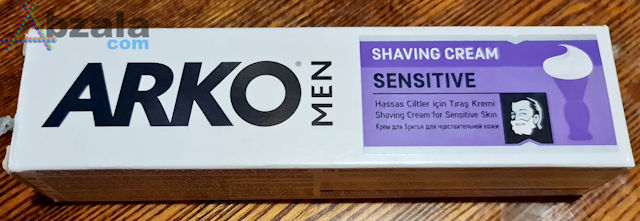 Abzala
com
ARKO®
MEN
SHAVING CREAM
SENSITIVE
Hassas Ciltler için Tıraş Kremi
Shaving Cream for Sensitive Skin
Крем для бритья для чувствительной кожи